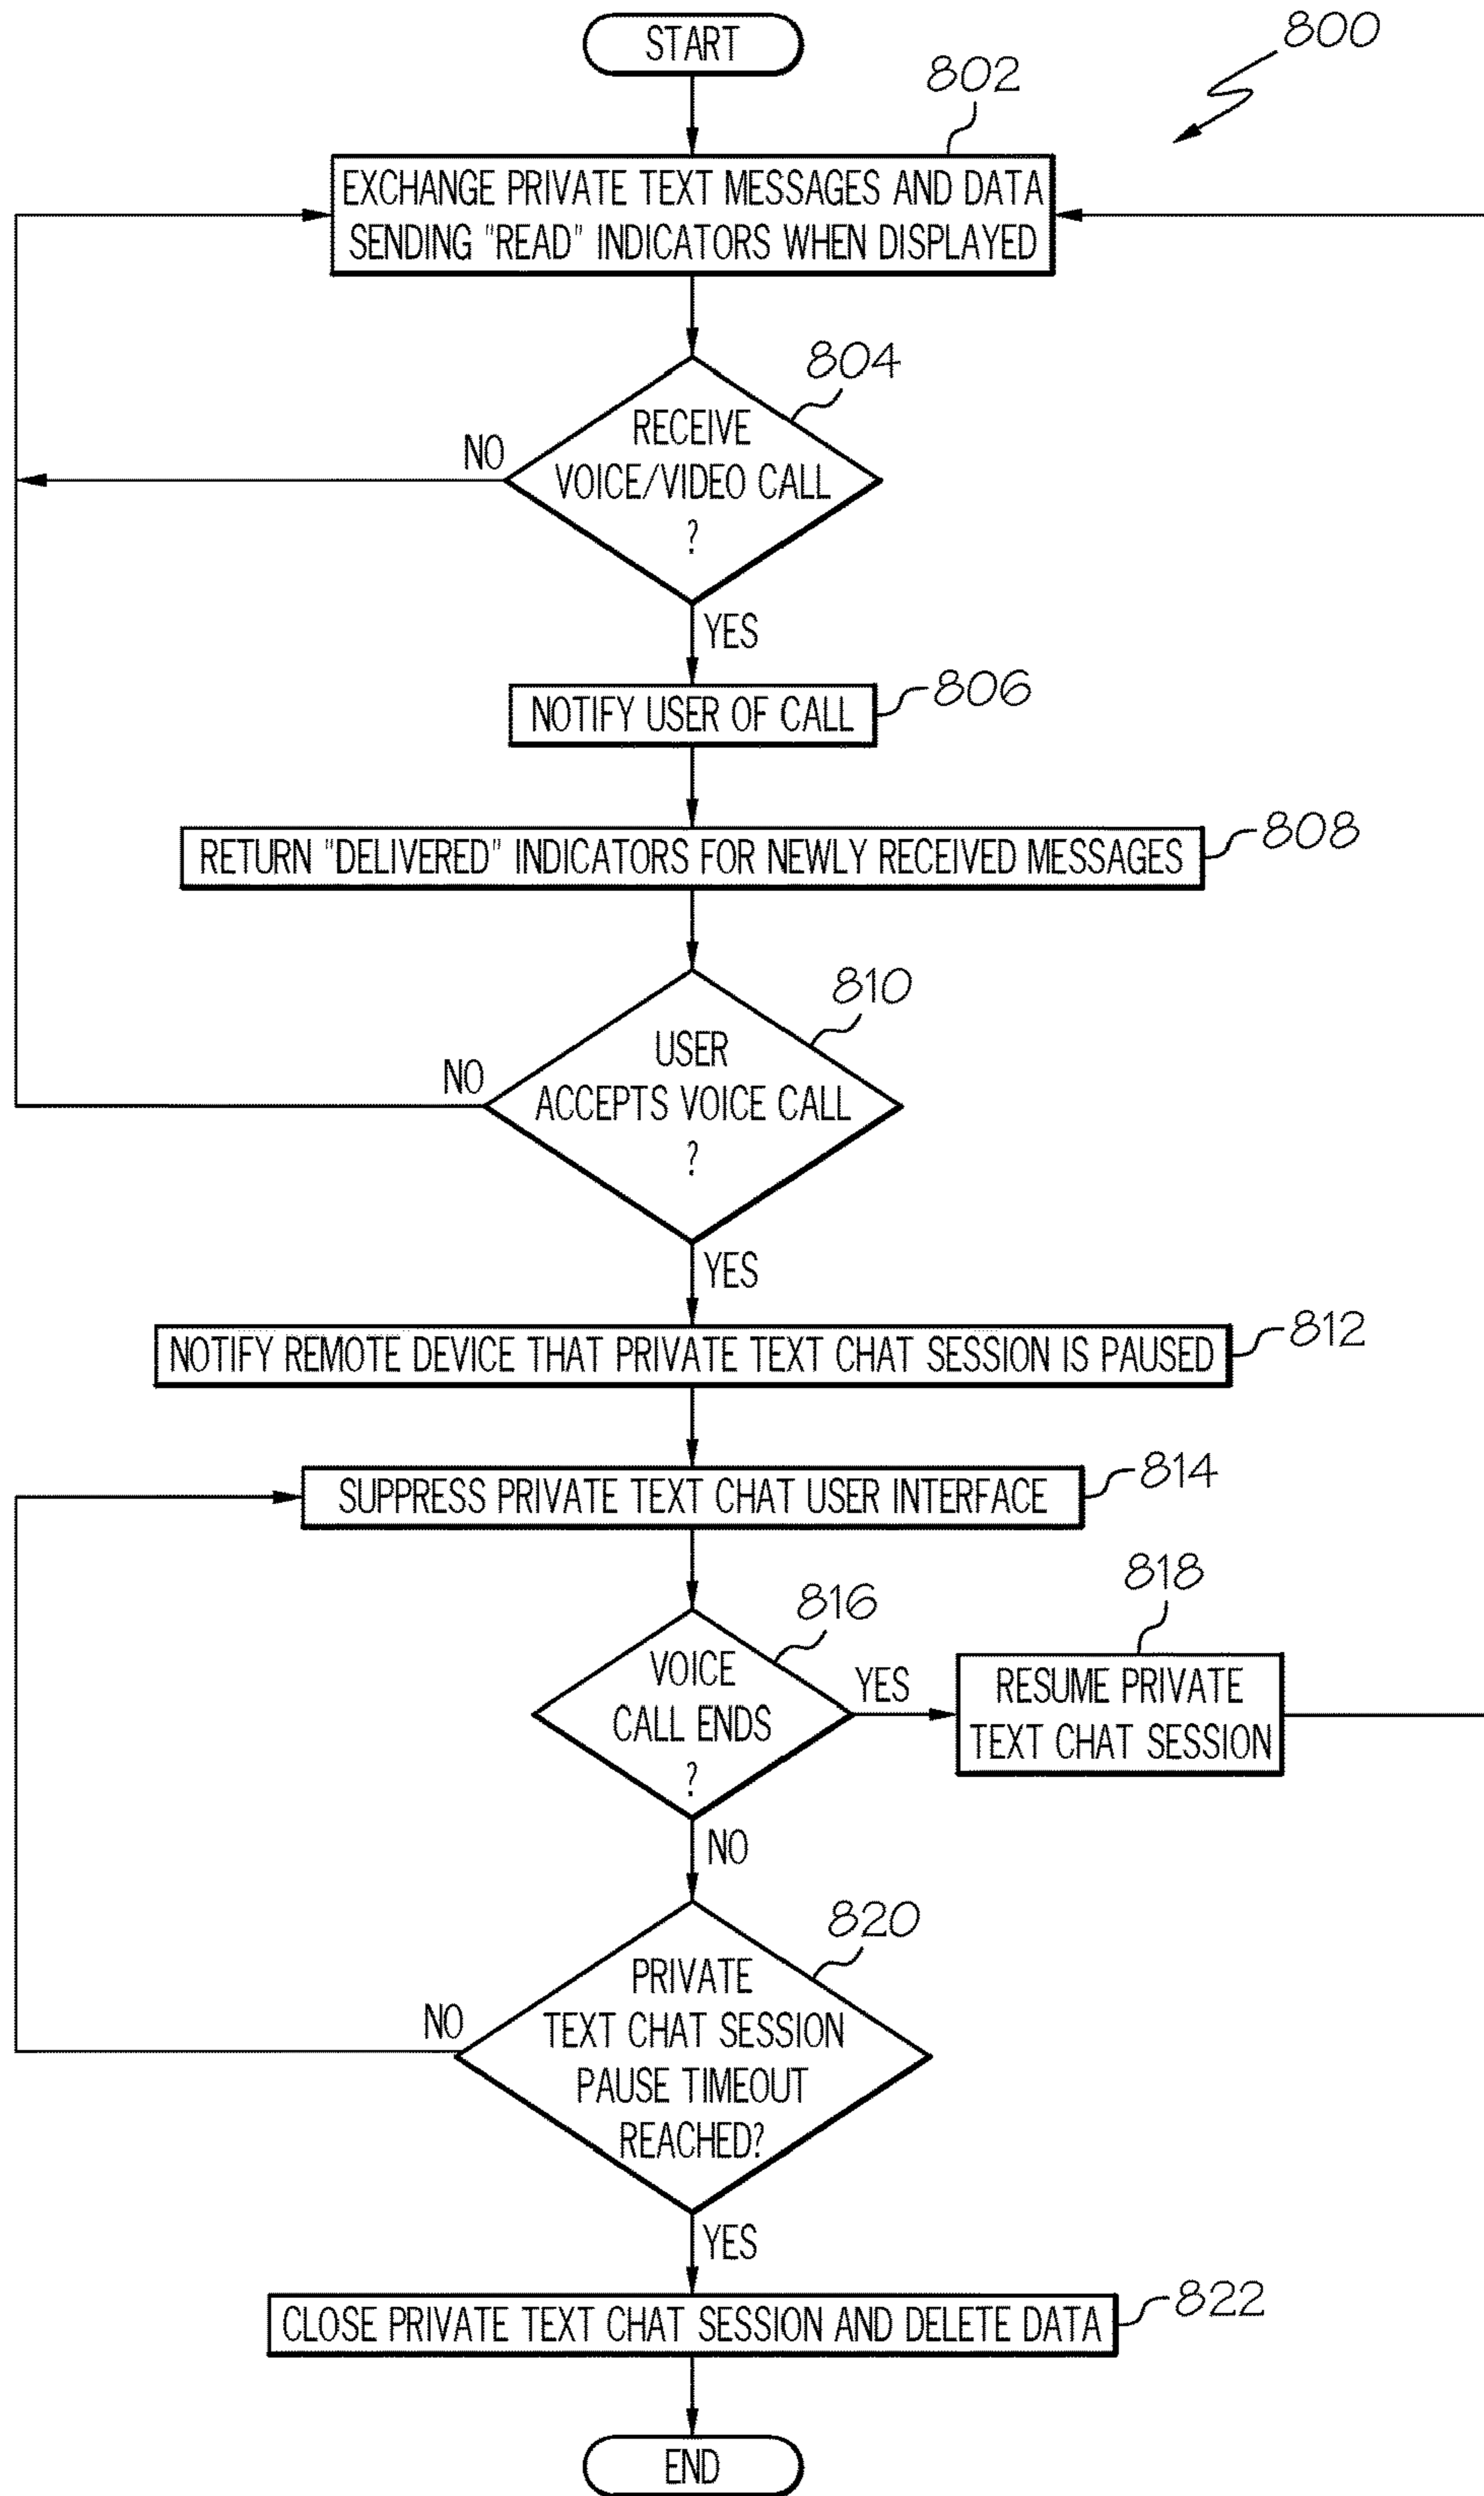 START
800
802
EXCHANGE PRIVATE TEXT MESSAGES AND DATA
SENDING "READ" INDICATORS WHEN DISPLAYED
804
RECEIVE
VOICE/VIDEO CALL
?
NO
YES
806
NOTIFY USER OF CALL
808
RETURN "DELIVERED" INDICATORS FOR NEWLY RECEIVED MESSAGES
810
USER
ACCEPTS VOICE CALL
?
NO
YES
812
NOTIFY REMOTE DEVICE THAT PRIVATE TEXT CHAT SESSION IS PAUSED
814
SUPPRESS PRIVATE TEXT CHAT USER INTERFACE
816
VOICE
CALL ENDS
?
YES
818
RESUME PRIVATE
TEXT CHAT SESSION
NO
820
PRIVATE
TEXT CHAT SESSION
PAUSE TIMEOUT
REACHED?
NO
YES
822
CLOSE PRIVATE TEXT CHAT SESSION AND DELETE DATA
END